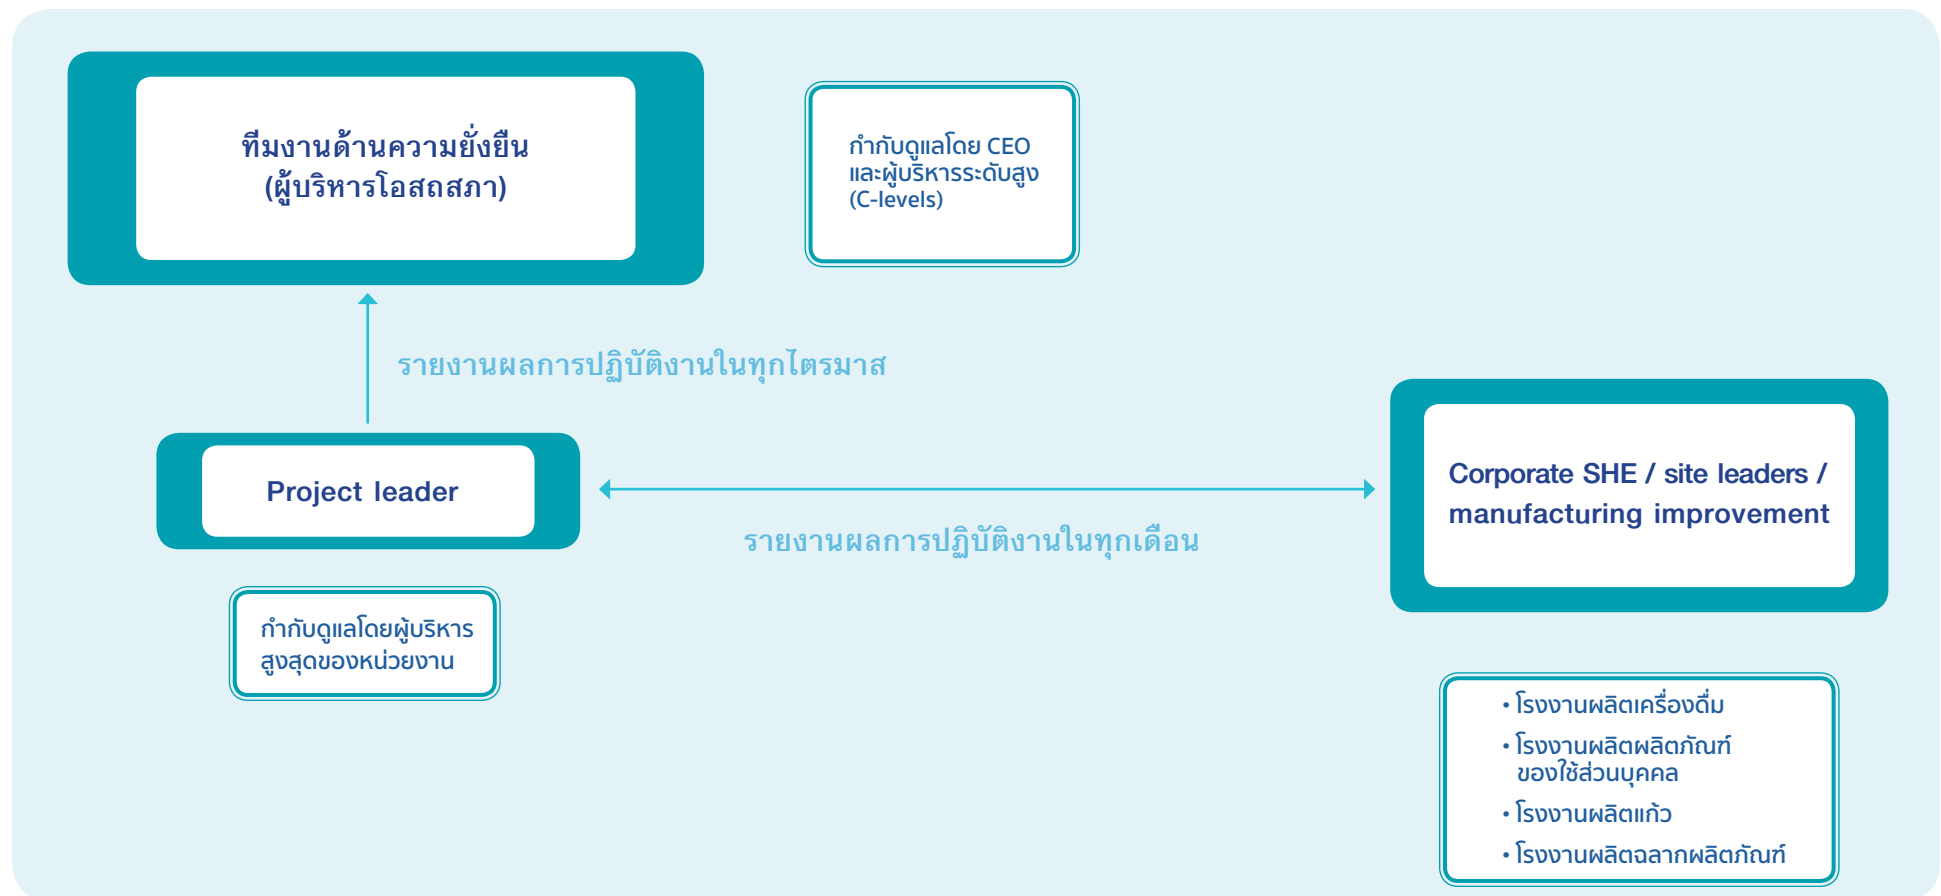 ทีมงานด้านความยั่งยืน
(ผู้บริหารโอสถสภา)
กำกับดูแลโดย CEO
และผู้บริหารระดับสูง
(C-levels)
รายงานผลการปฏิบัติงานในทุกไตรมาส
Project leader
รายงานผลการปฏิบัติงานในทุกเดือน
Corporate SHE / site leaders /
manufacturing improvement
กำกับดูแลโดยผู้บริหาร
สูงสุดของหน่วยงาน
• โรงงานผลิตเครื่องดื่ม
• โรงงานผลิตผลิตภัณฑ์
ของใช้ส่วนบุคคล
• โรงงานผลิตแก้ว
• โรงงานผลิตฉลากผลิตภัณฑ์